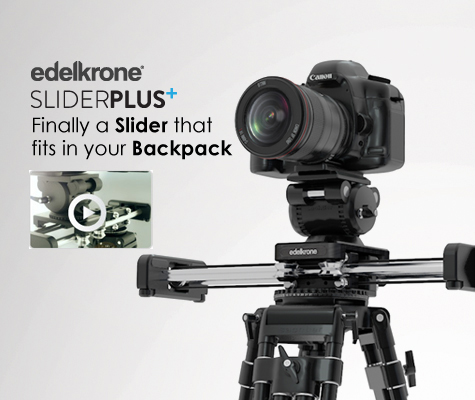 edelkrone®
SLIDERPLUS+
Finally a Slider that
fits in your Backpack
Canon
edelkrone